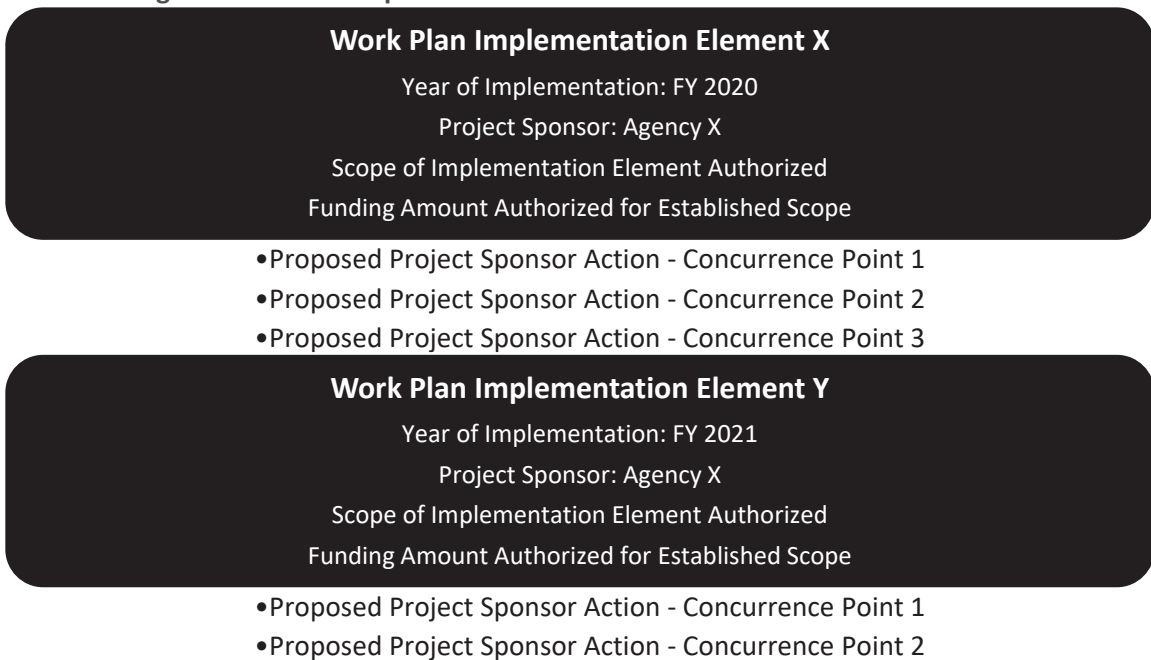 Work Plan Implementation Element X
Year of Implementation: FY 2020
Project Sponsor: Agency X
Scope of Implementation Element Authorized
Funding Amount Authorized for Established Scope
•Proposed Project Sponsor Action - Concurrence Point 1
•Proposed Project Sponsor Action - Concurrence Point 2
•Proposed Project Sponsor Action - Concurrence Point 3
Work Plan Implementation Element Y
Year of Implementation: FY 2021
Project Sponsor: Agency X
Scope of Implementation Element Authorized
Funding Amount Authorized for Established Scope
•Proposed Project Sponsor Action - Concurrence Point 1
•Proposed Project Sponsor Action - Concurrence Point 2